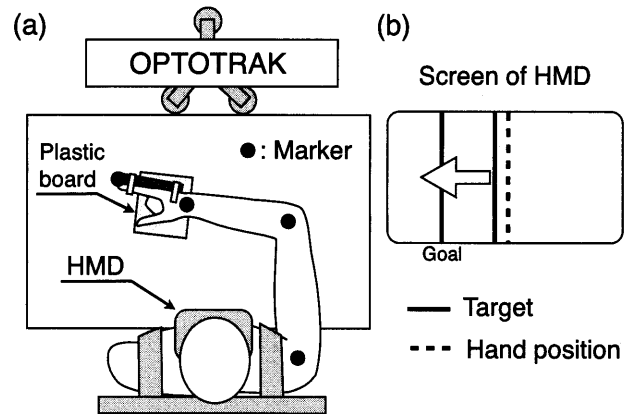 (a)
OPTOTRAK
Plastic
board
: Marker
HMD
(b)
Screen of HMD
Goal
Target
Hand position